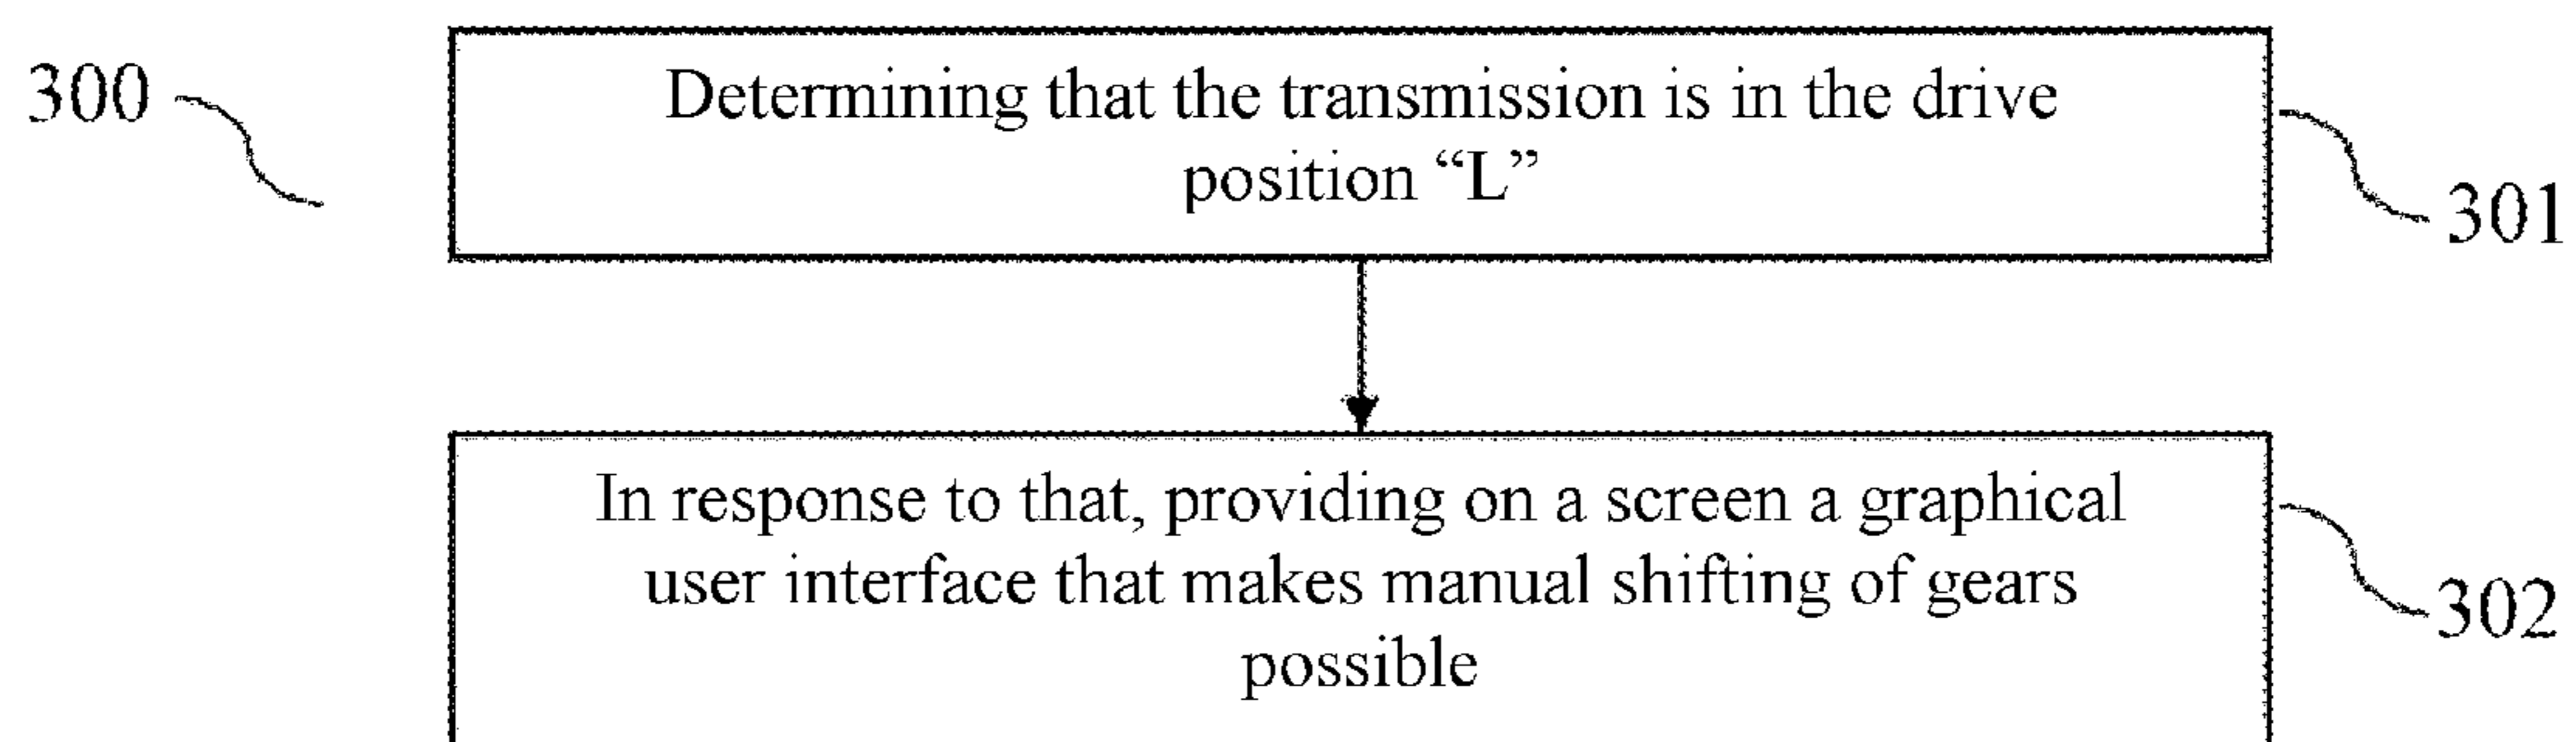 300
Determining that the transmission is in the drive
position “L”
301
In response to that, providing on a screen a graphical
user interface that makes manual shifting of gears
possible
302